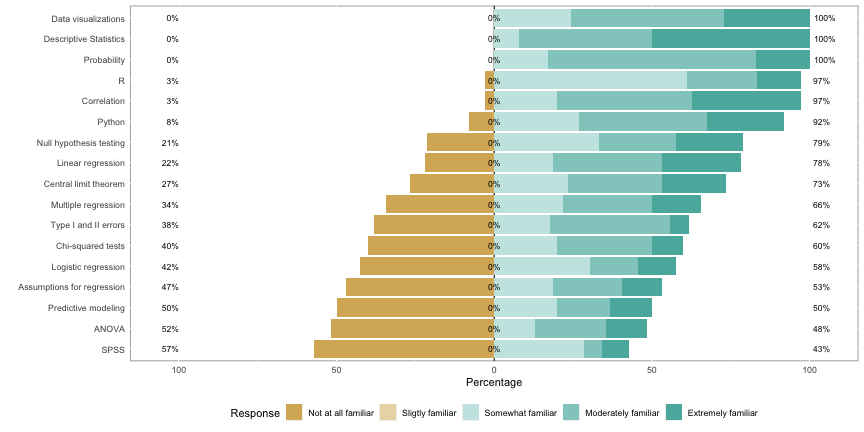 Data visualizations 0% 0% 100%
Descriptive Statistics 0% 0% 100%
Probability 0% 0% 100%
R 3% 0% 97%
Correlation 3% 0% 97%
Python 8% 0% 92%
Null hypothesis testing 21% 0% 79%
Linear regression 22% 0% 78%
Central limit theorem 27% 0% 73%
Multiple regression 34% 0% 66%
Type I and II errors 38% 0% 62%
Chi-squared tests 40% 0% 60%
Logistic regression 42% 0% 58%
Assumptions for regression 47% 0% 53%
Predictive modeling 50% 0% 50%
ANOVA 52% 0% 48%
SPSS 57% 0% 43%
100 50 0 50 100
Percentage
Response Not at all familiar Sligtly familiar Somewhat familiar Moderately familiar Extremely familiar